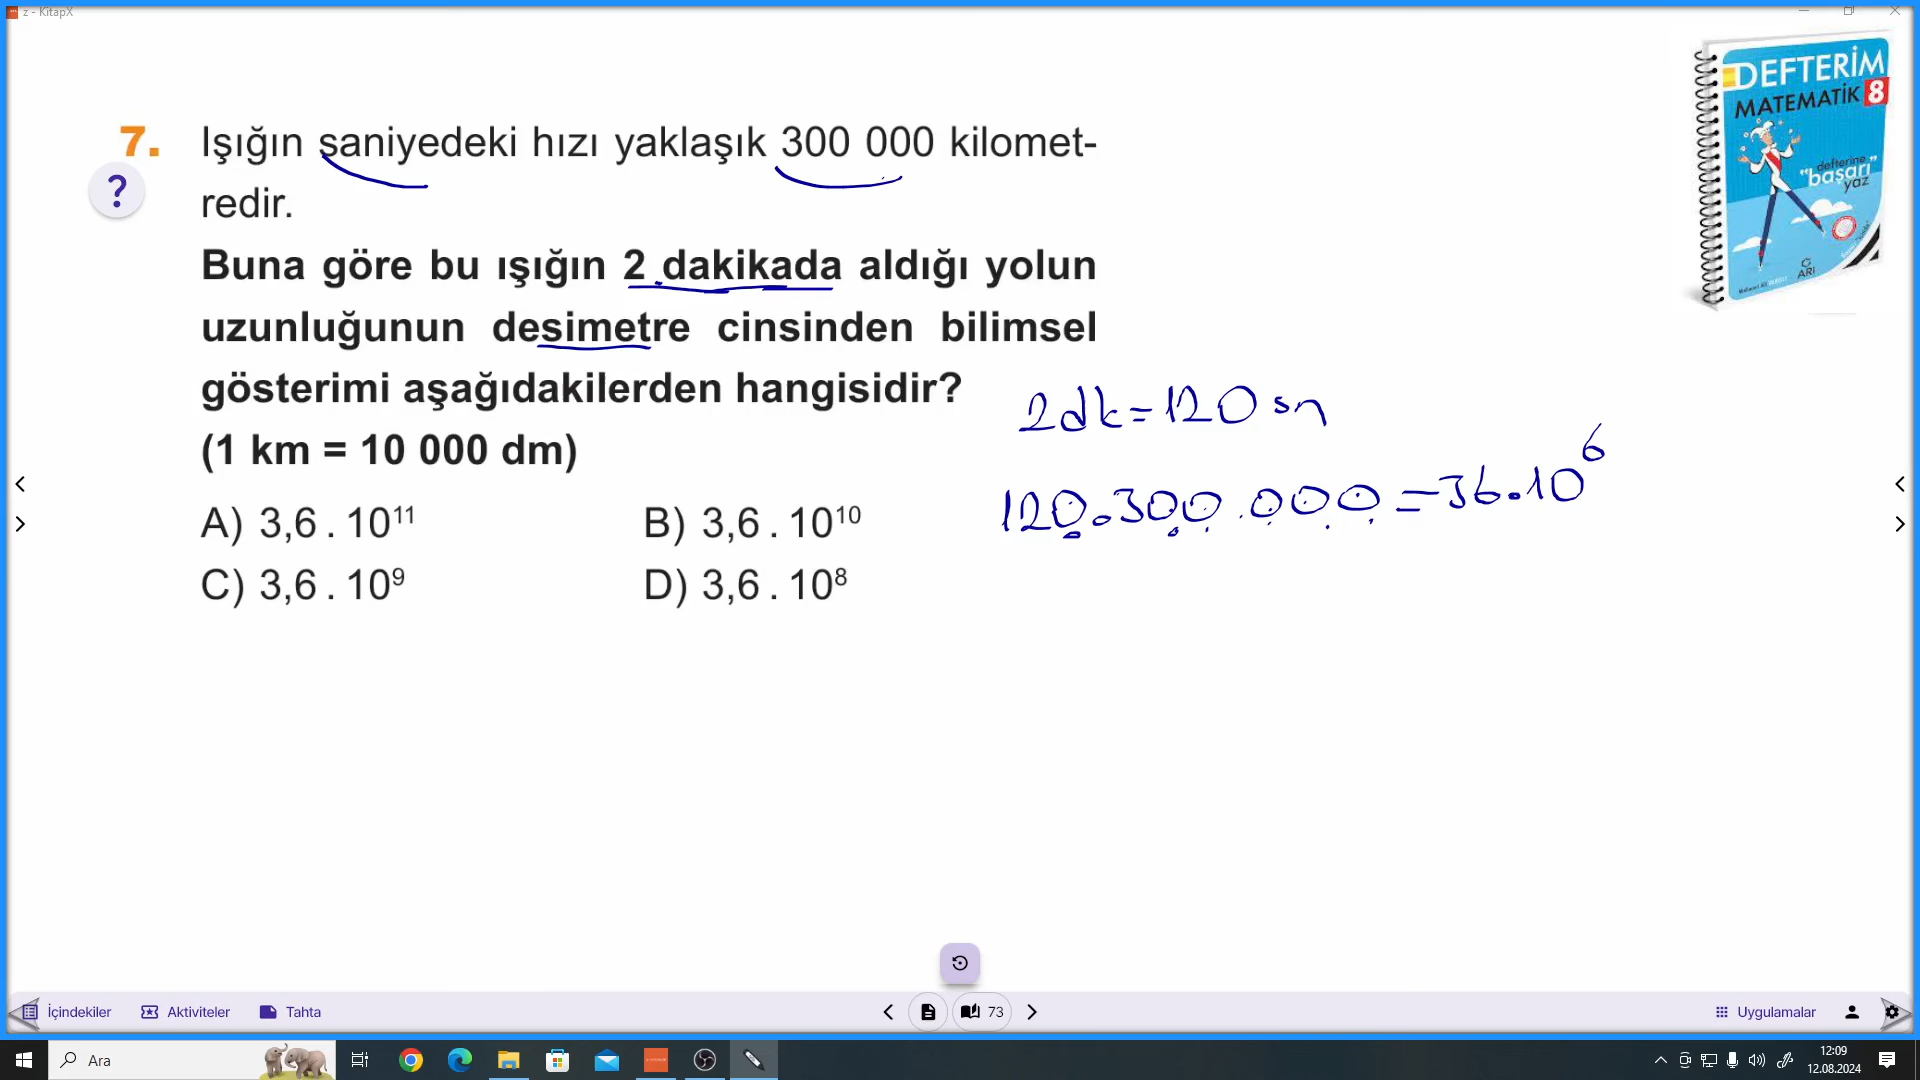 z - KitapX
DEFTERİM
MATEMATİK 8
defterine
"başarı"
yaz
ARI
7. Işığın saniyedeki hızı yaklaşık 300 000 kilomet-
redir.
?
Buna göre bu ışığın 2 dakikada aldığı yolun
uzunluğunun desimetre cinsinden bilimsel
gösterimi aşağıdakilerden hangisidir?
(1 km = 10 000 dm)
A) 3,6 . 10¹¹ B) 3,6 . 10¹⁰
C) 3,6 . 10⁹ D) 3,6 . 10⁸
2dk=120 sn
120.300.000=36.10⁶
İçindekiler Aktiviteler Tahta 73 Uygulamalar
Ara 12:09
12.08.2024